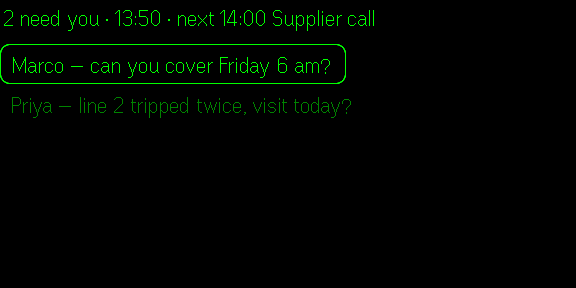 2 need you · 13:50 · next 14:00 Supplier call
Marco — can you cover Friday 6 am?
Priya — line 2 tripped twice, visit today?